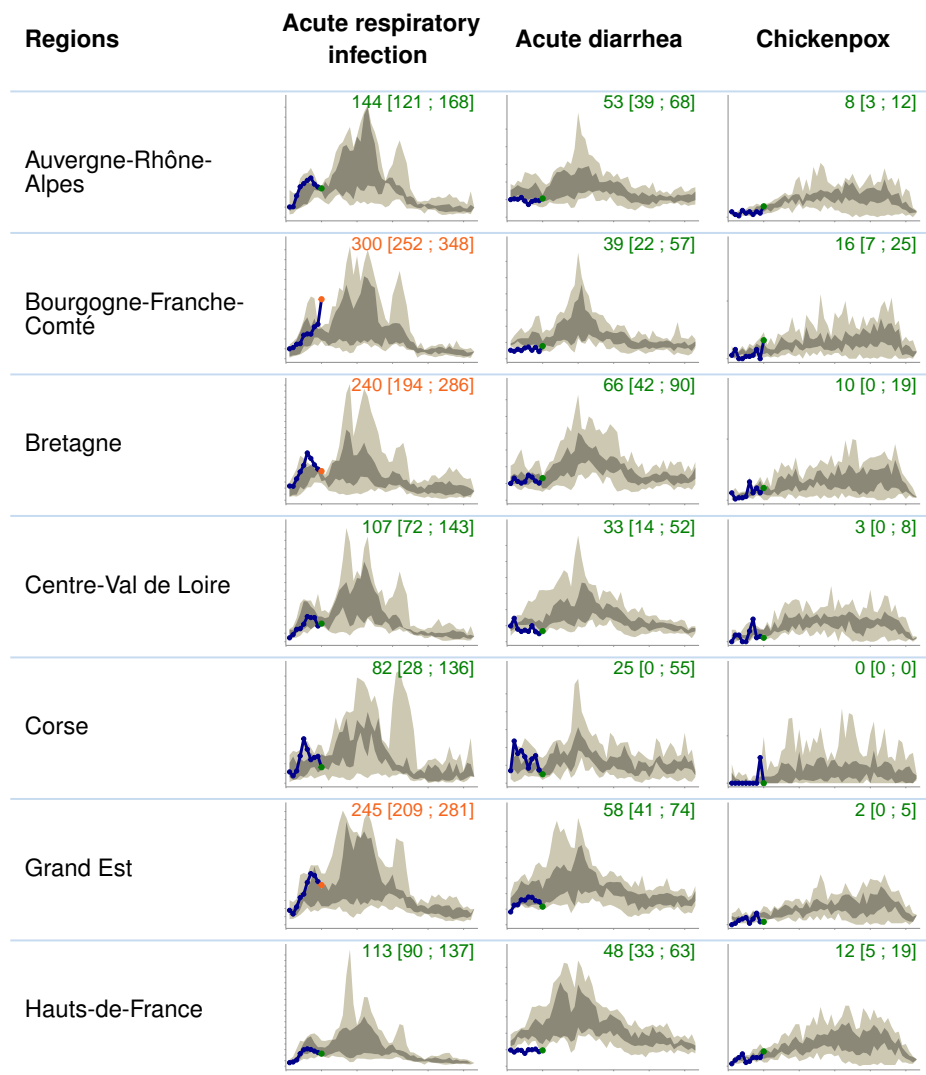 Regions
Acute respiratory
infection
Acute diarrhea
Chickenpox
144 [121 ; 168]
53 [39 ; 68]
8 [3 ; 12]
Auvergne-Rhône-
Alpes
300 [252 ; 348]
39 [22 ; 57]
16 [7 ; 25]
Bourgogne-Franche-
Comté
240 [194 ; 286]
66 [42 ; 90]
10 [0 ; 19]
Bretagne
107 [72 ; 143]
33 [14 ; 52]
3 [0 ; 8]
Centre-Val de Loire
82 [28 ; 136]
25 [0 ; 55]
0 [0 ; 0]
Corse
245 [209 ; 281]
58 [41 ; 74]
2 [0 ; 5]
Grand Est
113 [90 ; 137]
48 [33 ; 63]
12 [5 ; 19]
Hauts-de-France